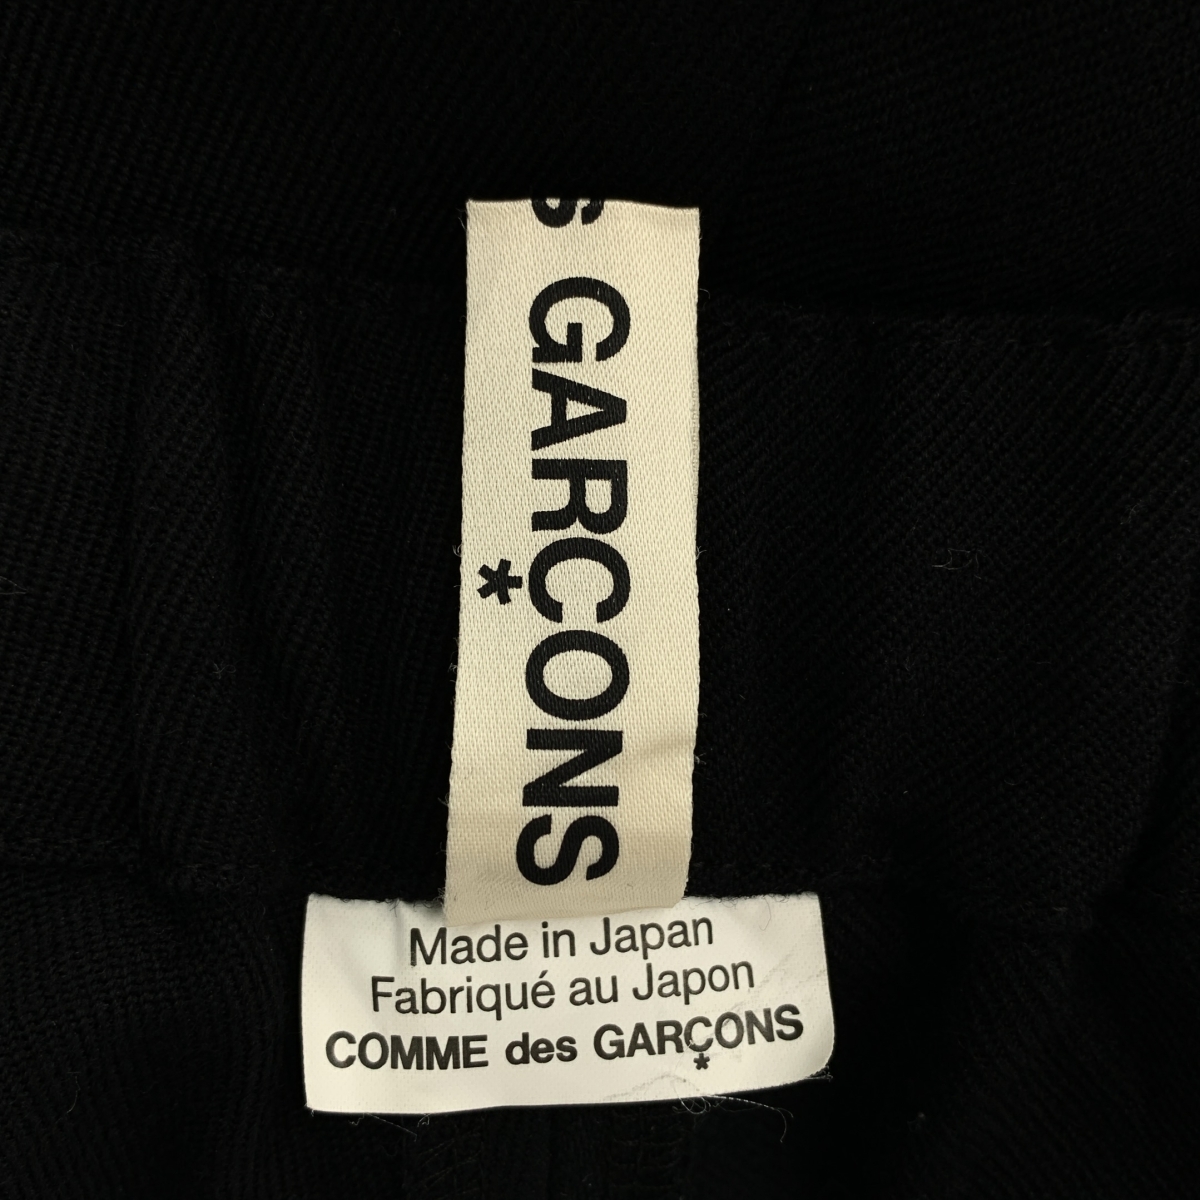 s GARÇONS
*
Made in Japan
Fabriqué au Japon
COMME des GARÇONS
*